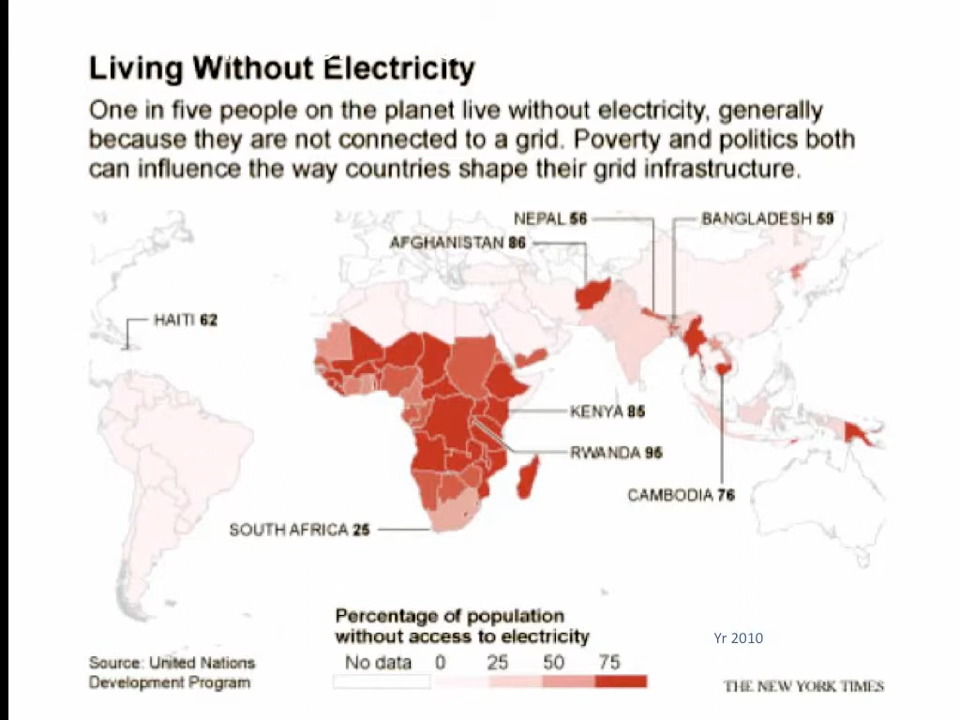 Living Without Electricity
One in five people on the planet live without electricity, generally
because they are not connected to a grid. Poverty and politics both
can influence the way countries shape their grid infrastructure.
NEPAL 56
BANGLADESH 59
AFGHANISTAN 86
HAITI 62
KENYA 85
RWANDA 95
CAMBODIA 76
SOUTH AFRICA 25
Percentage of population
without access to electricity
Yr 2010
No data 0 25 50 75
Source: United Nations
Development Program
THE NEW YORK TIMES